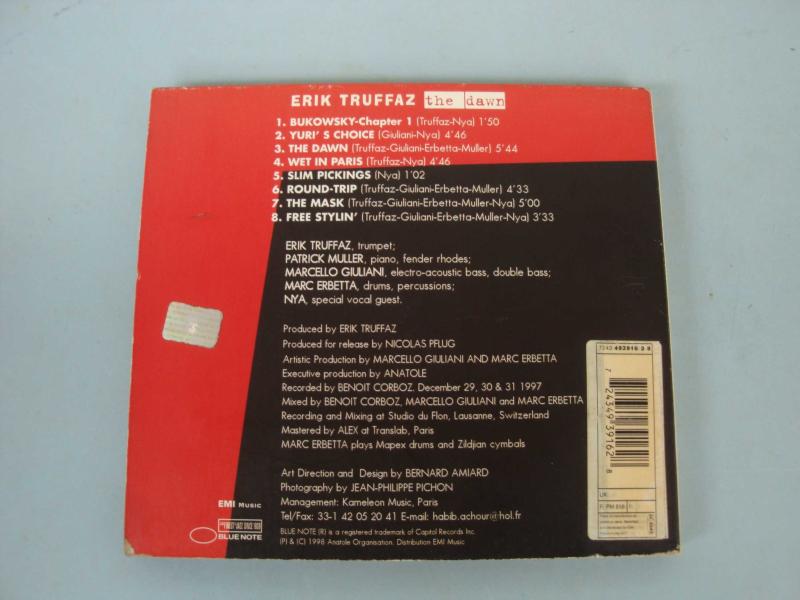 ERIK TRUFFAZ the dawn
1. BUKOWSKY-Chapter 1 (Truffaz-Nya) 1'50
2. YURI' S CHOICE (Giuliani-Nya) 4'46
3. THE DAWN (Truffaz-Giuliani-Erbetta-Muller) 5'44
4. WET IN PARIS (Truffaz-Nya) 4'46
5. SLIM PICKINGS (Nya) 1'02
6. ROUND-TRIP (Truffaz-Giuliani-Erbetta-Muller) 4'33
7. THE MASK (Truffaz-Giuliani-Erbetta-Muller-Nya) 5'00
8. FREE STYLIN' (Truffaz-Giuliani-Erbetta-Muller-Nya) 3'33
ERIK TRUFFAZ, trumpet;
PATRICK MULLER, piano, fender rhodes;
MARCELLO GIULIANI, electro-acoustic bass, double bass;
MARC ERBETTA, drums, percussions;
NYA, special vocal guest.
Produced by ERIK TRUFFAZ
Produced for release by NICOLAS PFLUG
Artistic Production by MARCELLO GIULIANI AND MARC ERBETTA
Executive production by ANATOLE
Recorded by BENOIT CORBOZ. December 29, 30 & 31 1997
Mixed by BENOIT CORBOZ, MARCELLO GIULIANI and MARC ERBETTA
Recording and Mixing at Studio du Flon, Lausanne, Switzerland
Mastered by ALEX at Translab, Paris
MARC ERBETTA plays Mapex drums and Zildjian cymbals
Art Direction and Design by BERNARD AMIARD
Photography by JEAN-PHILIPPE PICHON
Management: Kameleon Music, Paris
Tel/Fax: 33-1 42 05 20 41 E-mail: habib.achour@hol.fr
BLUE NOTE (R) is a registered trademark of Capitol Records Inc.
(P) & (C) 1998 Anatole Organisation. Distribution EMI Music
EMI MUSIC
BLUE NOTE
S
7243 493916 2 8
7 24349 39162 8
UK:
F: PM 518